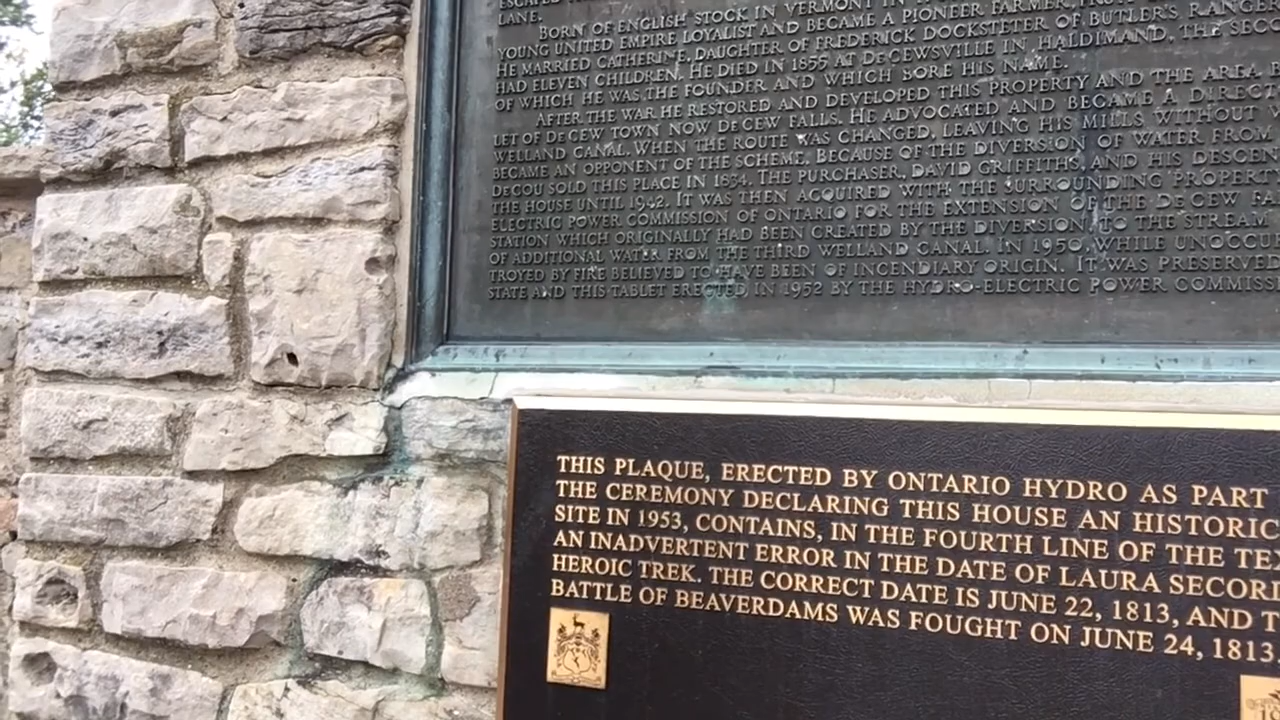 LANE.
BORN OF ENGLISH STOCK IN VERMONT IN
YOUNG UNITED EMPIRE LOYALIST AND BECAME A PIONEER FARMER,
HE MARRIED CATHERINE, DAUGHTER OF FREDERICK DOCKSTETER OF BUTLER'S RANGER
HAD ELEVEN CHILDREN. HE DIED IN 1855 AT DECEWSVILLE IN HALDIMAND, THE SECO
OF WHICH HE WAS THE FOUNDER AND WHICH BORE HIS NAME.
AFTER THE WAR HE RESTORED AND DEVELOPED THIS PROPERTY AND THE AREA
LET OF DECEW TOWN NOW DECEW FALLS. HE ADVOCATED AND BECAME A DIRECT
WELLAND CANAL. WHEN THE ROUTE WAS CHANGED, LEAVING HIS MILLS WITHOUT
BECAME AN OPPONENT OF THE SCHEME. BECAUSE OF THE DIVERSION OF WATER FROM
DECOU SOLD THIS PLACE IN 1834. THE PURCHASER, DAVID GRIFFITHS, AND HIS DESCEN
THE HOUSE UNTIL 1942. IT WAS THEN ACQUIRED WITH THE SURROUNDING PROPERTY
ELECTRIC POWER COMMISSION OF ONTARIO FOR THE EXTENSION OF THE DECEW FA
STATION WHICH ORIGINALLY HAD BEEN CREATED BY THE DIVERSION TO THE STREAM
OF ADDITIONAL WATER FROM THE THIRD WELLAND CANAL. IN 1950, WHILE UNOCCU
TROYED BY FIRE BELIEVED TO HAVE BEEN OF INCENDIARY ORIGIN. IT WAS PRESERVED
STATE AND THIS TABLET ERECTED IN 1952 BY THE HYDRO-ELECTRIC POWER COMMISSI
THIS PLAQUE, ERECTED BY ONTARIO HYDRO AS PART
THE CEREMONY DECLARING THIS HOUSE AN HISTORIC
SITE IN 1953, CONTAINS, IN THE FOURTH LINE OF THE TEX
AN INADVERTENT ERROR IN THE DATE OF LAURA SECORD
HEROIC TREK. THE CORRECT DATE IS JUNE 22, 1813, AND T
BATTLE OF BEAVERDAMS WAS FOUGHT ON JUNE 24, 1813.